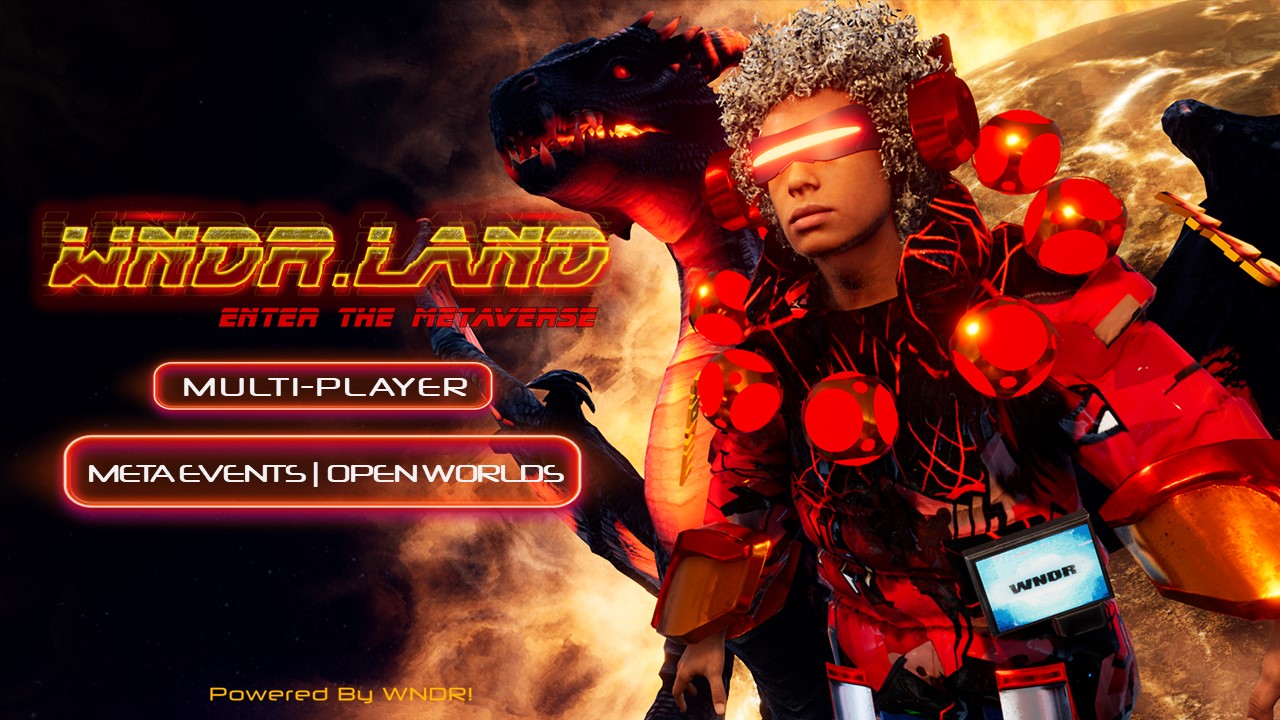 WNDR.LAND
ENTER THE METAVERSE
MULTI-PLAYER
META EVENTS | OPEN WORLDS
WNDR
Powered By WNDR!